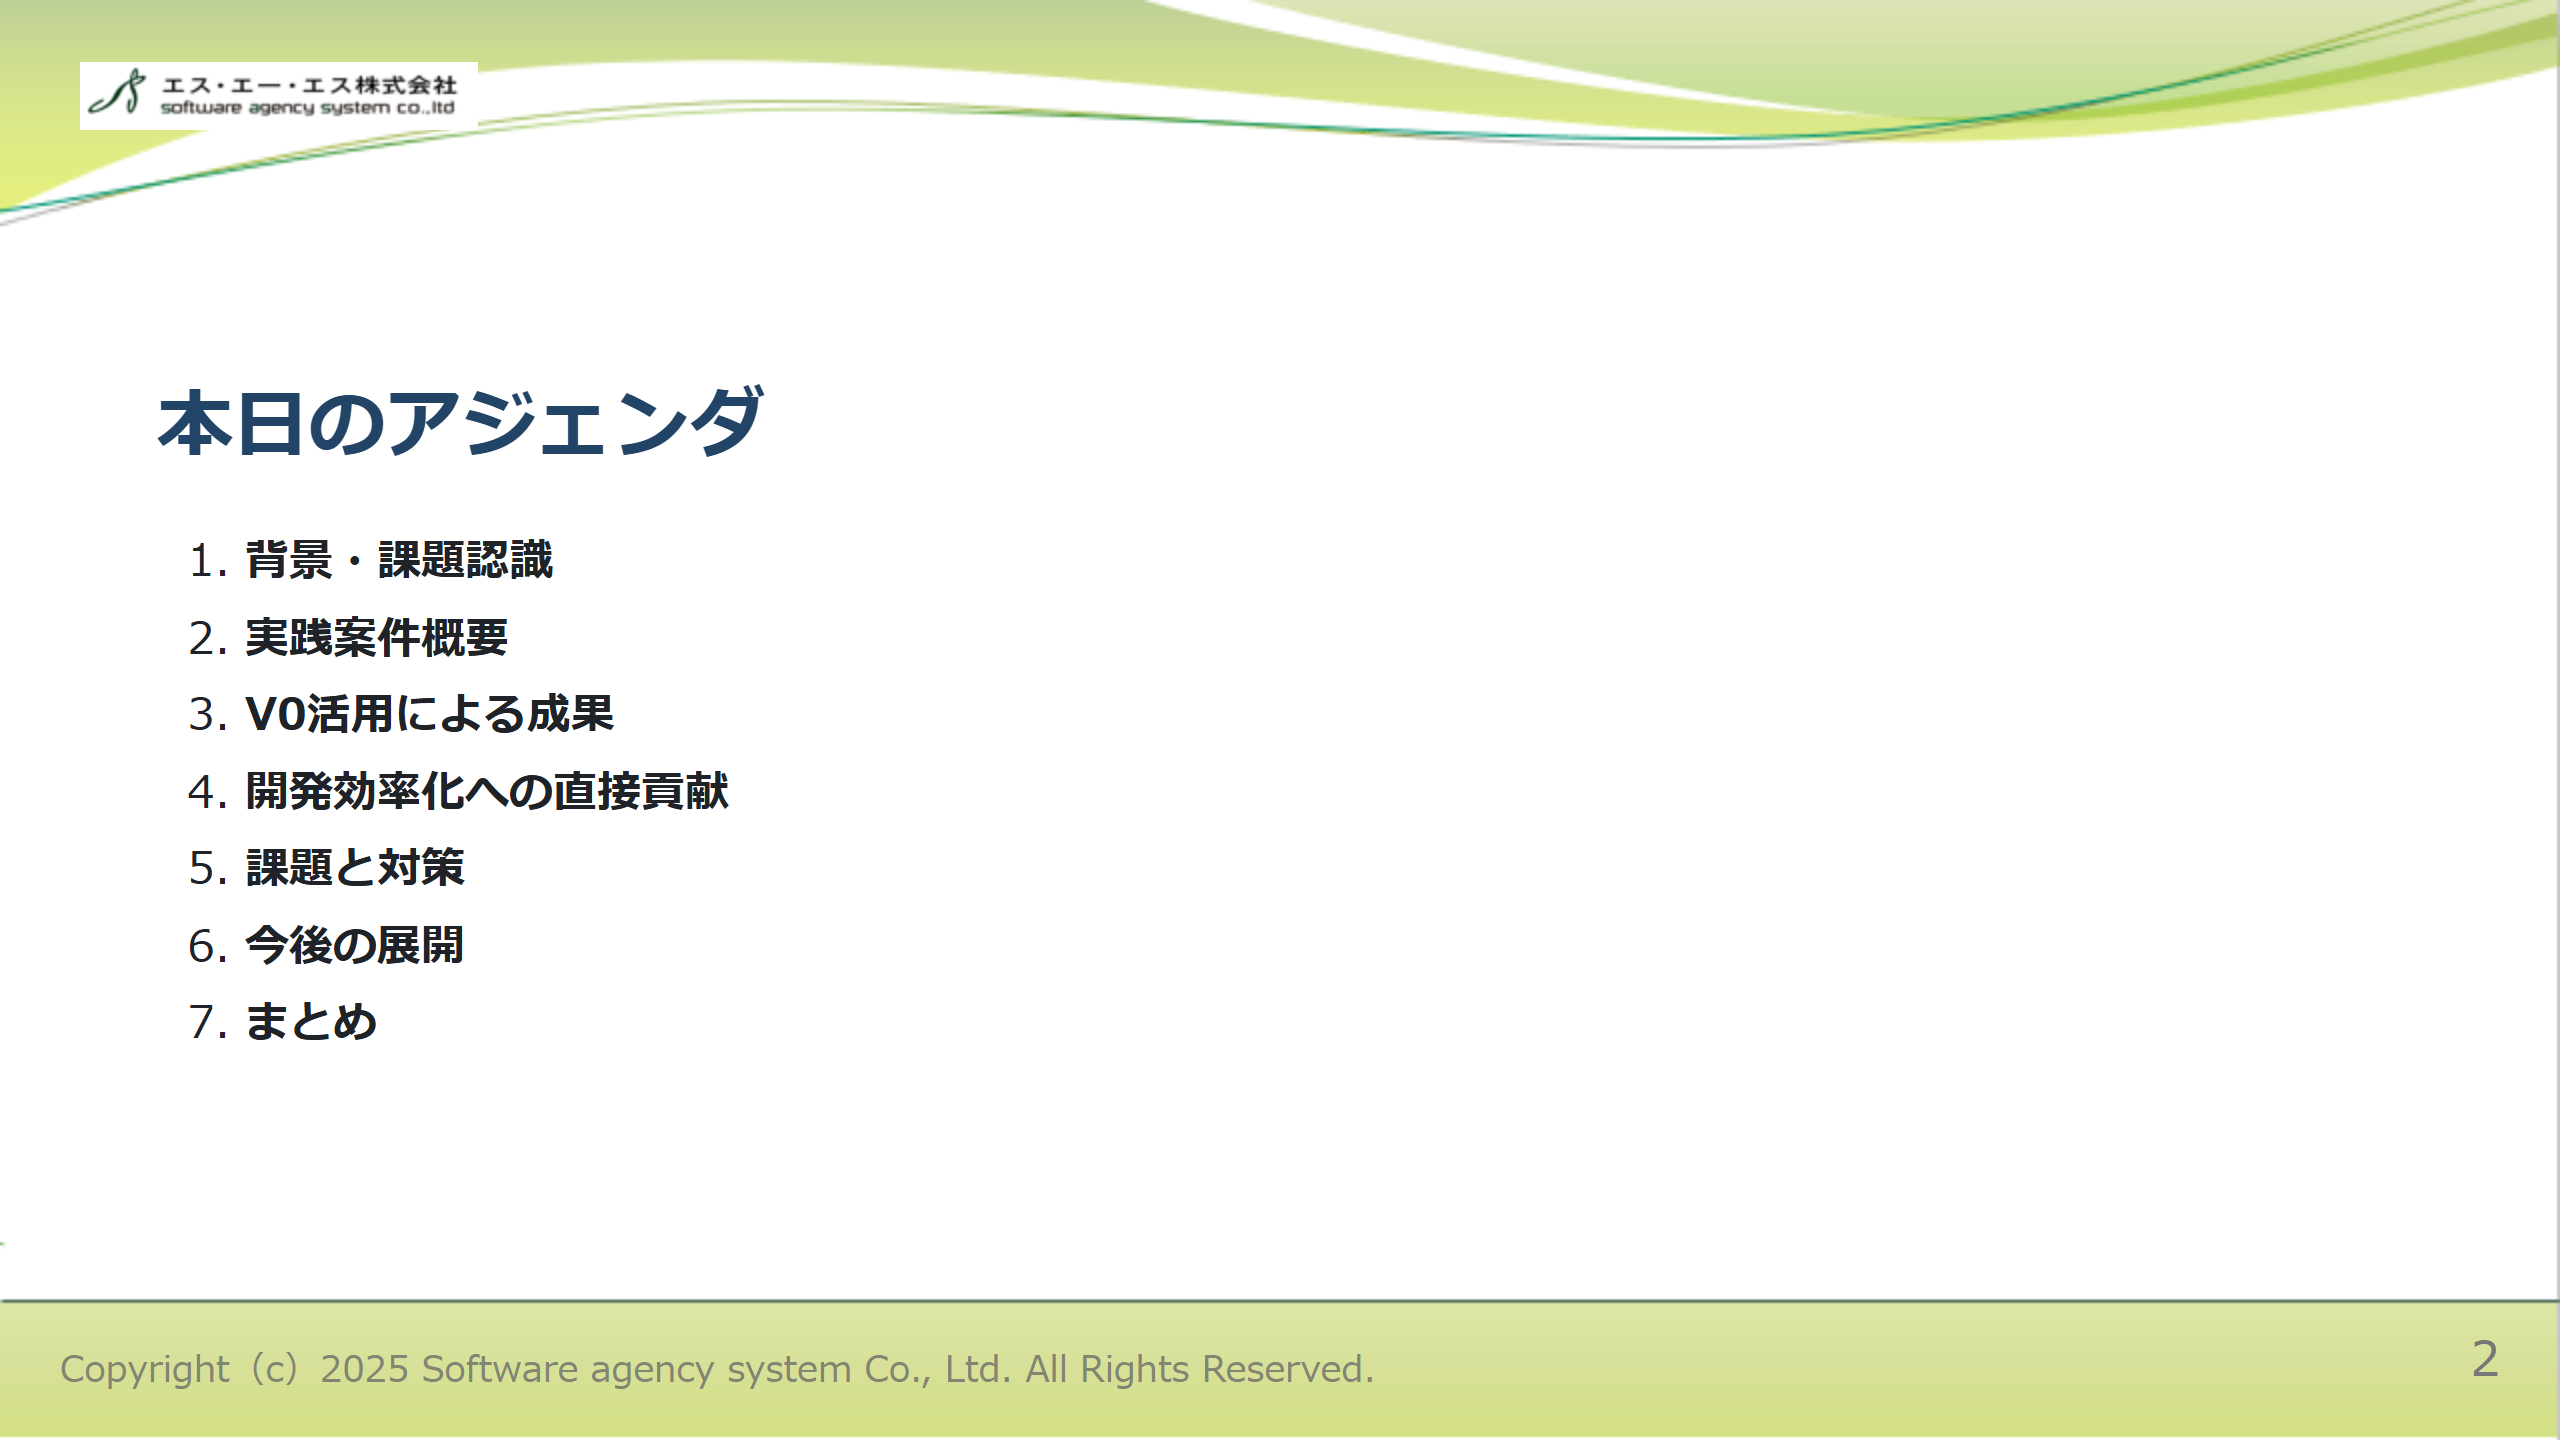 エス・エー・エス株式会社
software agency system co.,ltd
本日のアジェンダ
1. 背景・課題認識
2. 実践案件概要
3. V0活用による成果
4. 開発効率化への直接貢献
5. 課題と対策
6. 今後の展開
7. まとめ
Copyright（c）2025 Software agency system Co., Ltd. All Rights Reserved.
2